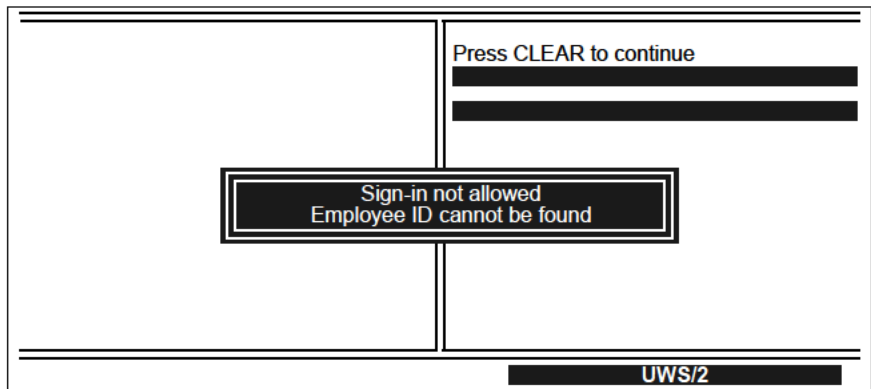 Press CLEAR to continue
Sign-in not allowed
Employee ID cannot be found
UWS/2